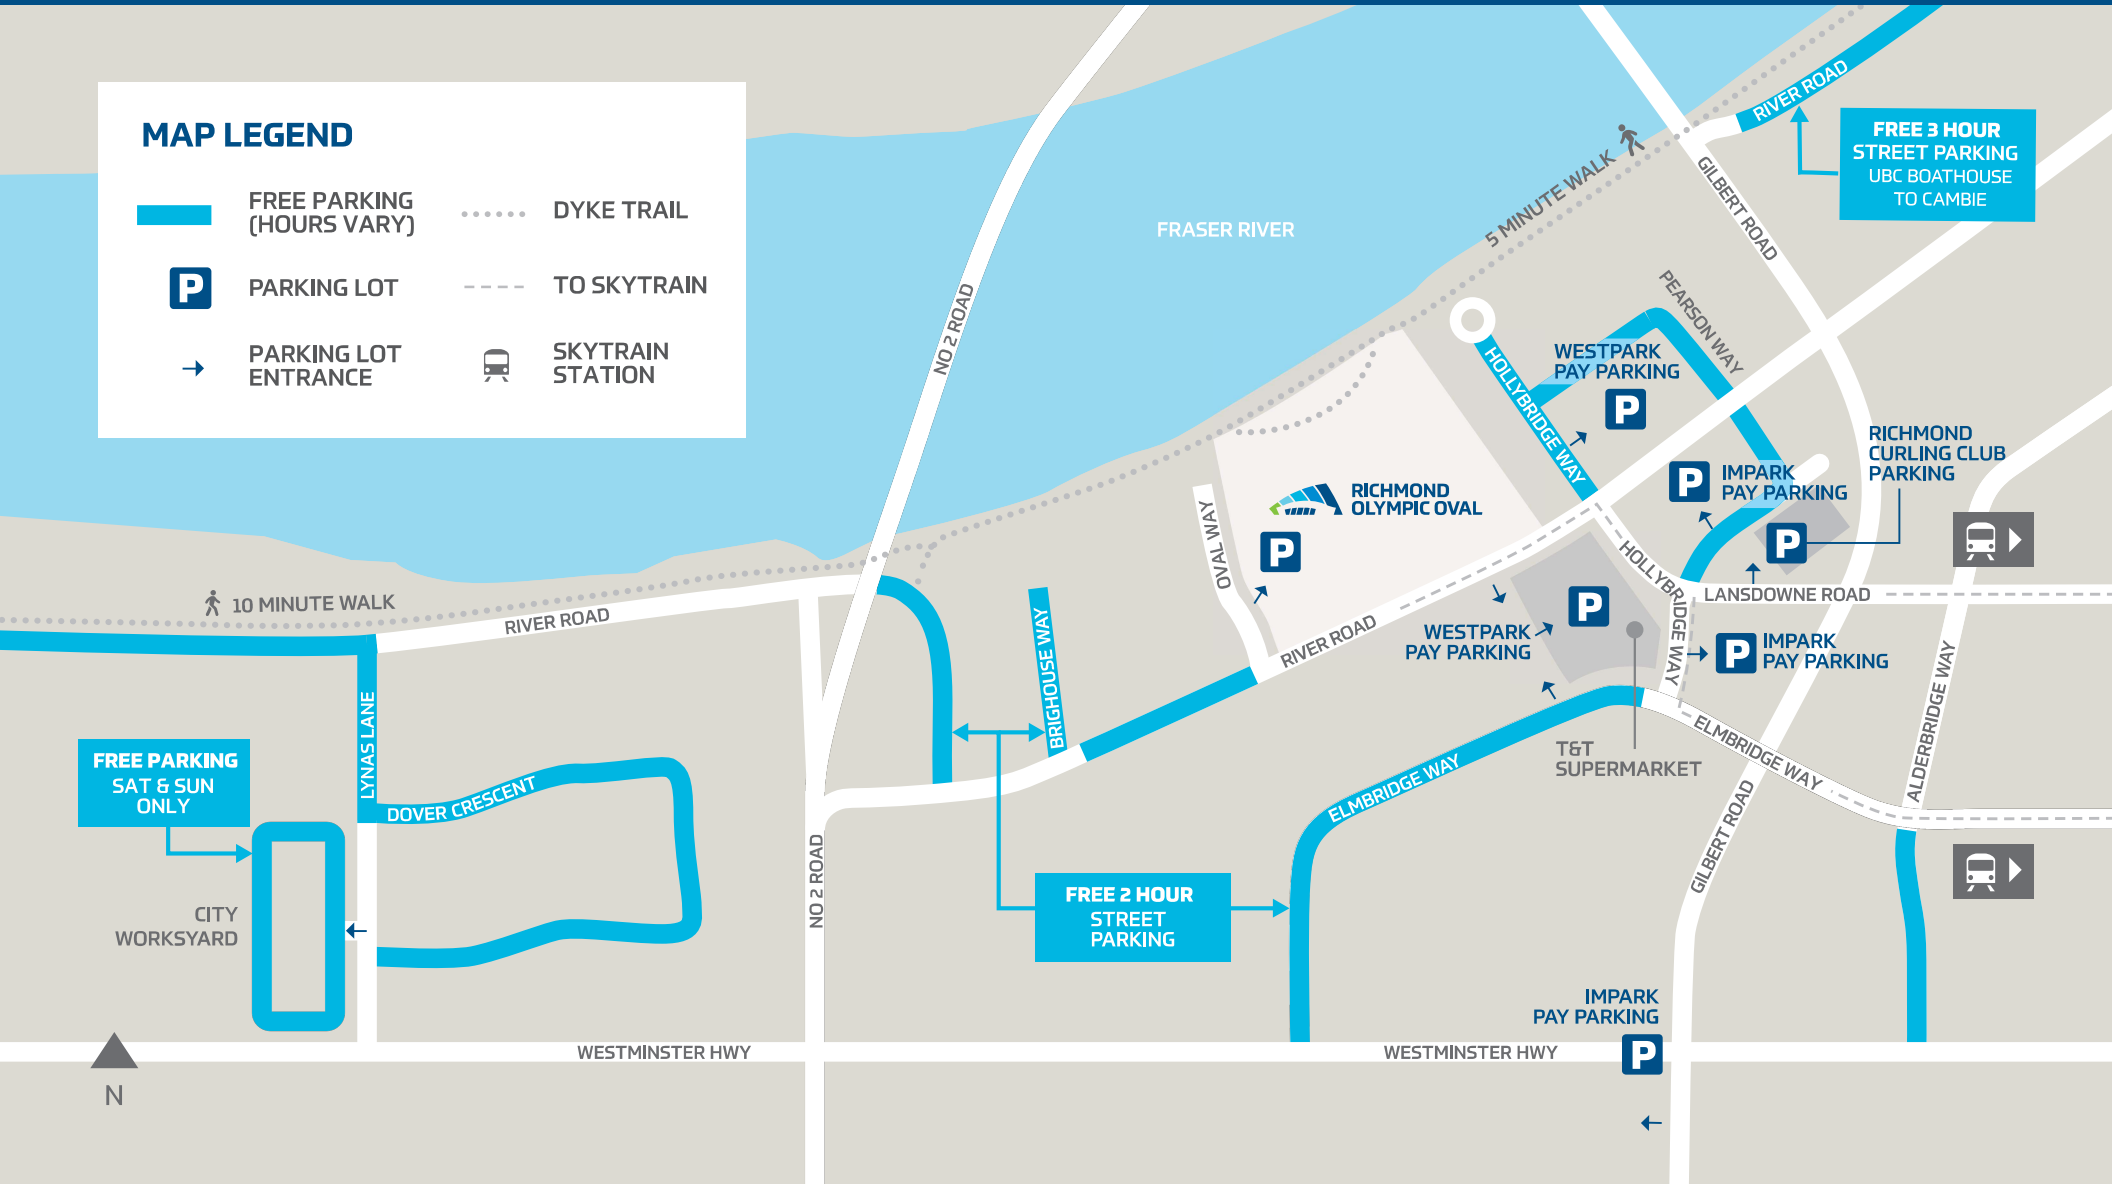 MAP LEGEND
FREE PARKING
(HOURS VARY)
DYKE TRAIL
P
PARKING LOT
TO SKYTRAIN
PARKING LOT
ENTRANCE
SKYTRAIN
STATION
NO 2 ROAD
FRASER RIVER
5 MINUTE WALK
RIVER ROAD
FREE 3 HOUR
STREET PARKING
UBC BOATHOUSE
TO CAMBIE
GILBERT ROAD
PEARSON WAY
WESTPARK
PAY PARKING
P
HOLLYBRIDGE WAY
RICHMOND
CURLING CLUB
PARKING
P
IMPARK
PAY PARKING
P
RICHMOND
OLYMPIC OVAL
P
OVAL WAY
HOLLYBRIDGE WAY
LANSDOWNE ROAD
P
WESTPARK
PAY PARKING
P
IMPARK
PAY PARKING
10 MINUTE WALK
RIVER ROAD
RIVER ROAD
BRIGHOUSE WAY
LYNAS LANE
ALDERBRIDGE WAY
ELMBRIDGE WAY
T&T
SUPERMARKET
FREE PARKING
SAT & SUN
ONLY
DOVER CRESCENT
ELMBRIDGE WAY
GILBERT ROAD
NO 2 ROAD
FREE 2 HOUR
STREET
PARKING
CITY
WORKSYARD
IMPARK
PAY PARKING
P
WESTMINSTER HWY
WESTMINSTER HWY
N